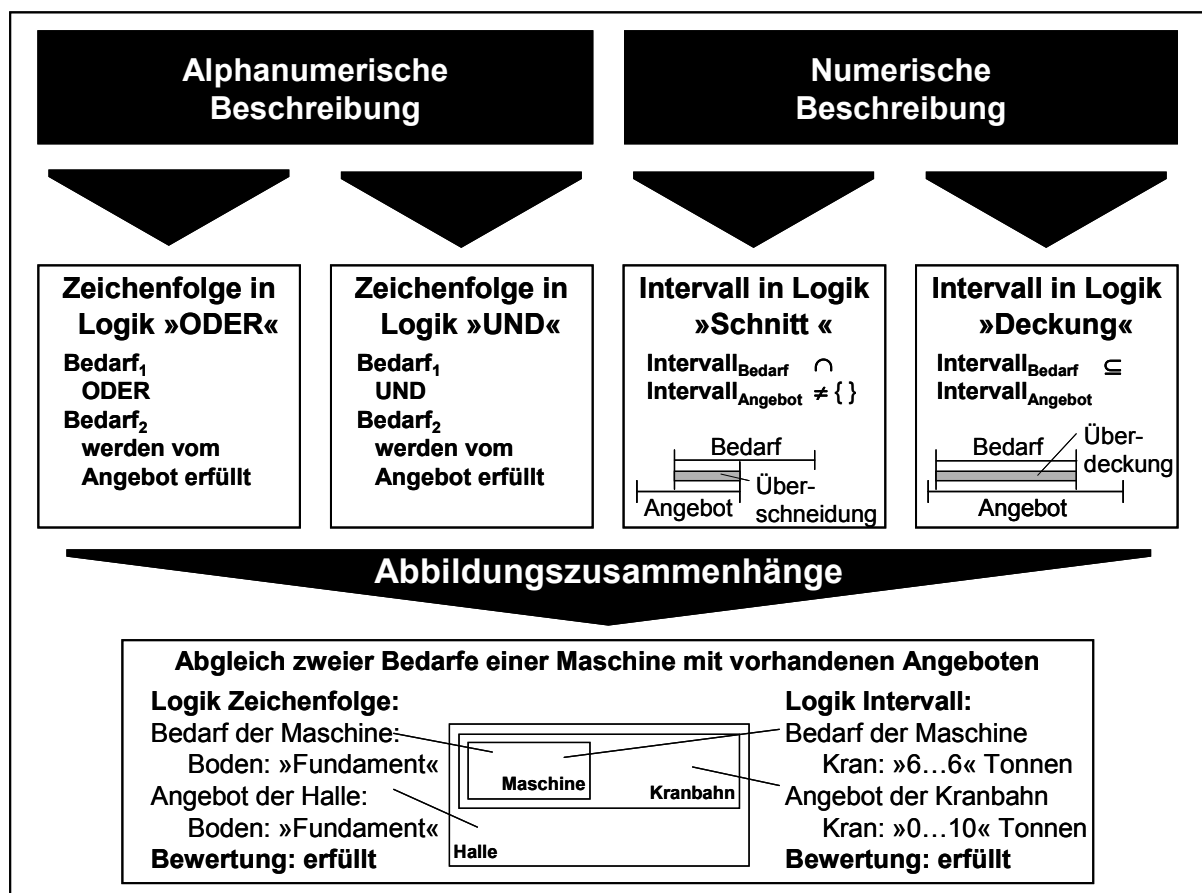 Alphanumerische
Beschreibung
Numerische
Beschreibung
Zeichenfolge in
Logik »ODER«
Bedarf₁
ODER
Bedarf₂
werden vom
Angebot erfüllt
Zeichenfolge in
Logik »UND«
Bedarf₁
UND
Bedarf₂
werden vom
Angebot erfüllt
Intervall in Logik
»Schnitt «
Intervall_Bedarf ∩
Intervall_Angebot ≠ { }
Bedarf
Angebot
Über-
schneidung
Intervall in Logik
»Deckung«
Intervall_Bedarf ⊆
Intervall_Angebot
Bedarf
Über-
deckung
Angebot
Abbildungszusammenhänge
Abgleich zweier Bedarfe einer Maschine mit vorhandenen Angeboten
Logik Zeichenfolge:
Bedarf der Maschine:
Boden: »Fundament«
Angebot der Halle:
Boden: »Fundament«
Bewertung: erfüllt
Maschine
Kranbahn
Halle
Logik Intervall:
Bedarf der Maschine
Kran: »6…6« Tonnen
Angebot der Kranbahn
Kran: »0…10« Tonnen
Bewertung: erfüllt